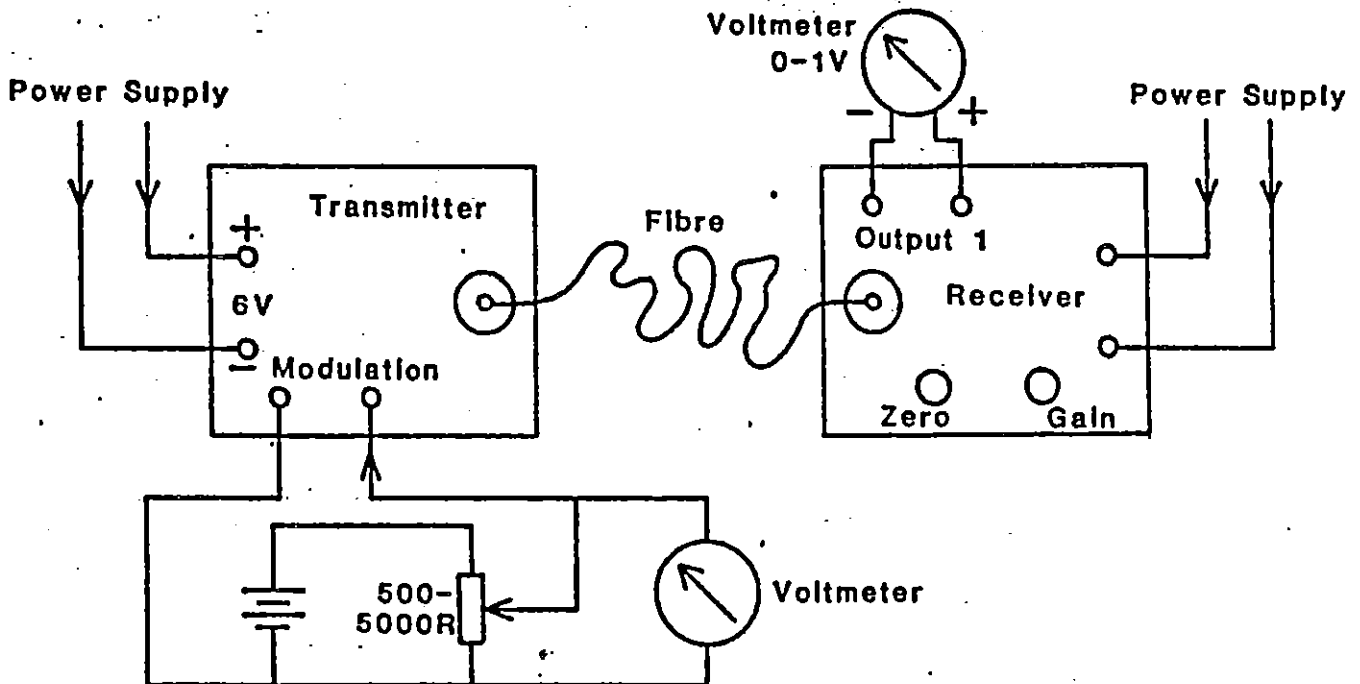 Voltmeter
0-1V
Power Supply
Power Supply
- +
Transmitter
Fibre
Output 1
+
6V
-
Receiver
Modulation
Zero
Gain
500-
5000R
Voltmeter